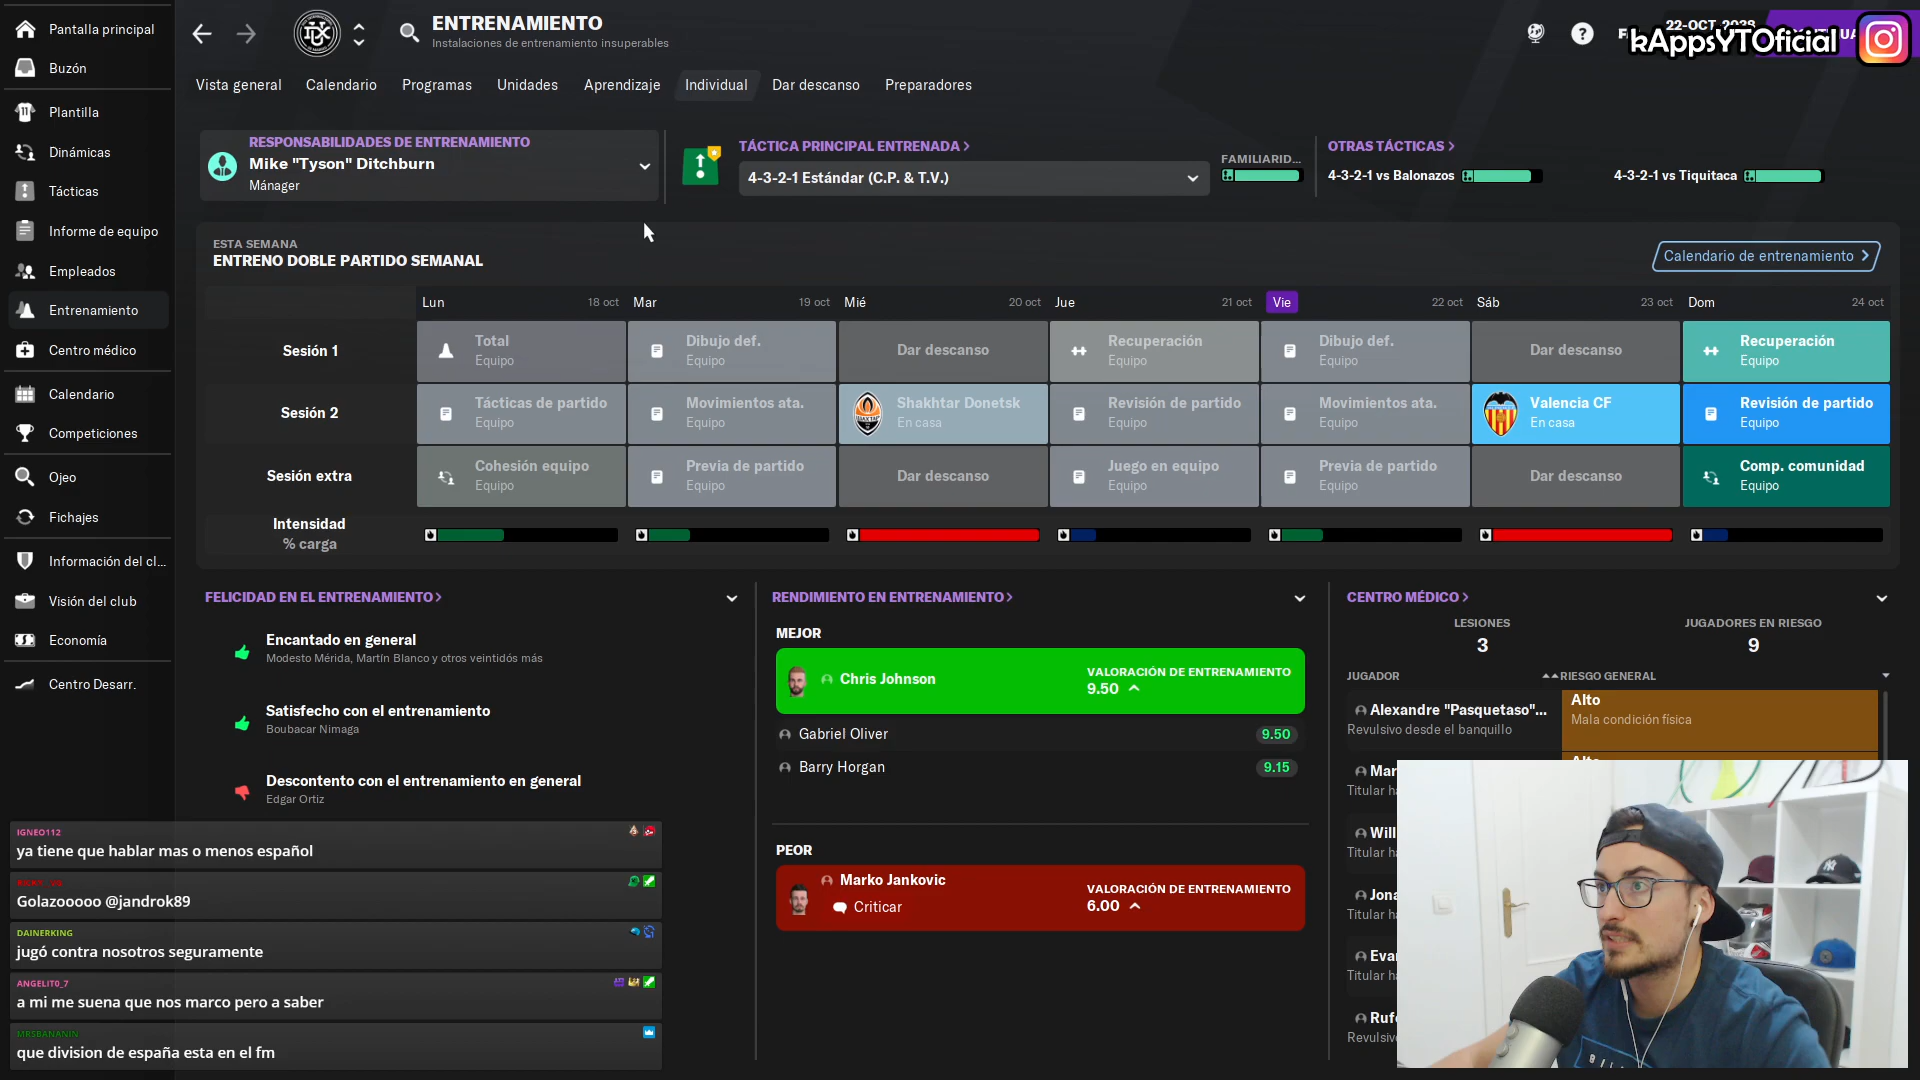 Pantalla principal
Buzón
Plantilla
Dinámicas
Tácticas
Informe de equipo
Empleados
Entrenamiento
Centro médico
Calendario
Competiciones
Ojeo
Fichajes
Información del cl...
Visión del club
Economía
Centro Desarr.
ENTRENAMIENTO
Instalaciones de entrenamiento insuperables
22-OCT-2038
kAppsYTOficial
Vista general Calendario Programas Unidades Aprendizaje Individual Dar descanso Preparadores
RESPONSABILIDADES DE ENTRENAMIENTO
Mike "Tyson" Ditchburn
Mánager
TÁCTICA PRINCIPAL ENTRENADA >
4-3-2-1 Estándar (C.P. & T.V.)
FAMILIARID...
OTRAS TÁCTICAS >
4-3-2-1 vs Balonazos 4-3-2-1 vs Tiquitaca
ESTA SEMANA
ENTRENO DOBLE PARTIDO SEMANAL
Calendario de entrenamiento >
Lun 18 oct Mar 19 oct Mié 20 oct Jue 21 oct Vie 22 oct Sáb 23 oct Dom 24 oct
Sesión 1
Total
Equipo
Dibujo def.
Equipo
Dar descanso
Recuperación
Equipo
Dibujo def.
Equipo
Dar descanso
Recuperación
Equipo
Sesión 2
Tácticas de partido
Equipo
Movimientos ata.
Equipo
Shakhtar Donetsk
En casa
Revisión de partido
Equipo
Movimientos ata.
Equipo
Valencia CF
En casa
Revisión de partido
Equipo
Sesión extra
Cohesión equipo
Equipo
Previa de partido
Equipo
Dar descanso
Juego en equipo
Equipo
Previa de partido
Equipo
Dar descanso
Comp. comunidad
Equipo
Intensidad
% carga
FELICIDAD EN EL ENTRENAMIENTO >
Encantado en general
Modesto Mérida, Martín Blanco y otros veintidós más
Satisfecho con el entrenamiento
Boubacar Nimaga
Descontento con el entrenamiento en general
Edgar Ortiz
RENDIMIENTO EN ENTRENAMIENTO >
MEJOR
Chris Johnson
VALORACIÓN DE ENTRENAMIENTO
9.50
Gabriel Oliver 9.50
Barry Horgan 9.15
PEOR
Marko Jankovic
Criticar
VALORACIÓN DE ENTRENAMIENTO
6.00
CENTRO MÉDICO >
LESIONES
3
JUGADORES EN RIESGO
9
JUGADOR RIESGO GENERAL
Alexandre "Pasquetaso"...
Revulsivo desde el banquillo
Alto
Mala condición física
Alto
Mar
Titular ha
Will
Titular ha
Jona
Titular ha
Evar
Titular ha
Rufo
Revulsivo
IGNEO112
ya tiene que hablar mas o menos español
Golazooooo @jandrok89
DAINERKING
jugó contra nosotros seguramente
ANGELIT0_7
a mi me suena que nos marco pero a saber
MRSBANANIN
que division de españa esta en el fm